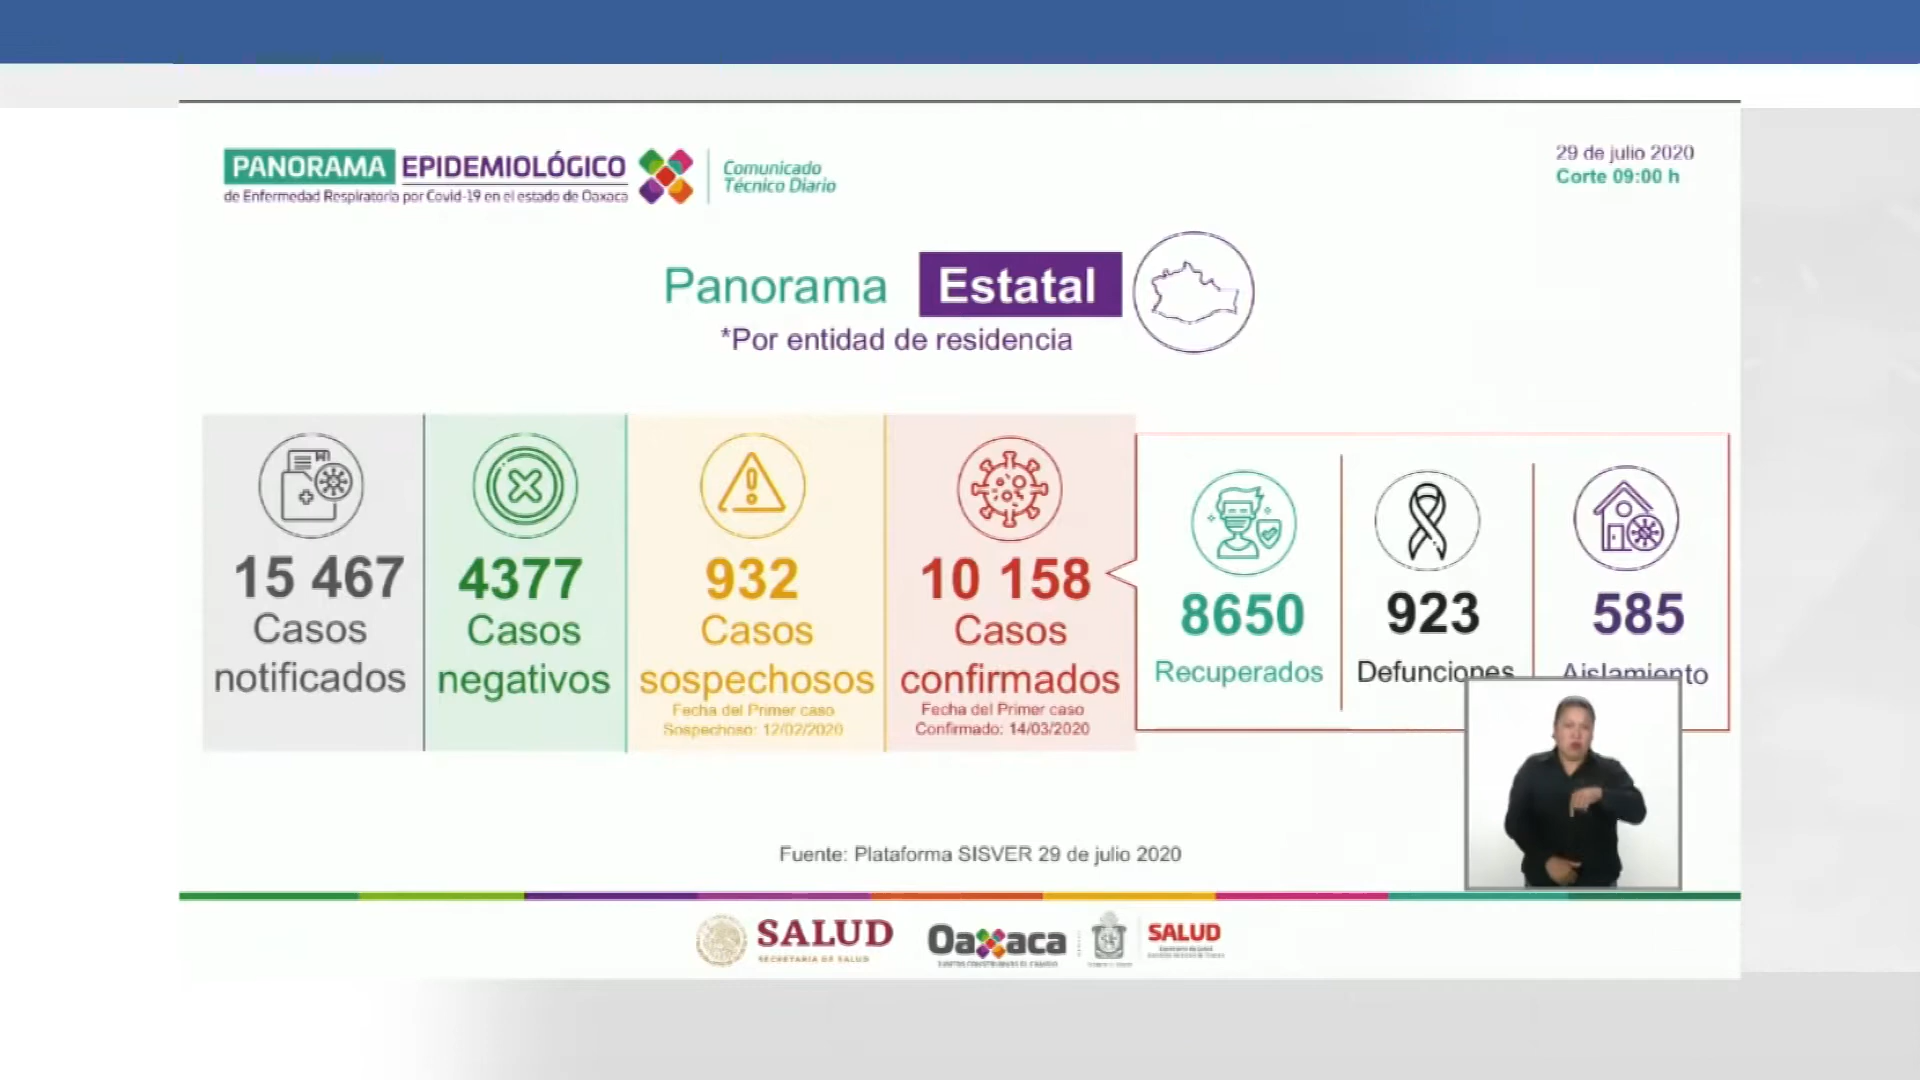 PANORAMA EPIDEMIOLÓGICO
de Enfermedad Respiratoria por Covid-19 en el estado de Oaxaca
Comunicado
Técnico Diario
29 de julio 2020
Corte 09:00 h
Panorama Estatal
*Por entidad de residencia
15 467
Casos
notificados
4377
Casos
negativos
932
Casos
sospechosos
Fecha del Primer caso
Sospechoso: 12/02/2020
10 158
Casos
confirmados
Fecha del Primer caso
Confirmado: 14/03/2020
8650
Recuperados
923
Defunciones
585
Aislamiento
Fuente: Plataforma SISVER 29 de julio 2020
SALUD
SECRETARÍA DE SALUD
Oaxaca
JUNTOS CONSTRUIMOS EL CAMBIO
SALUD